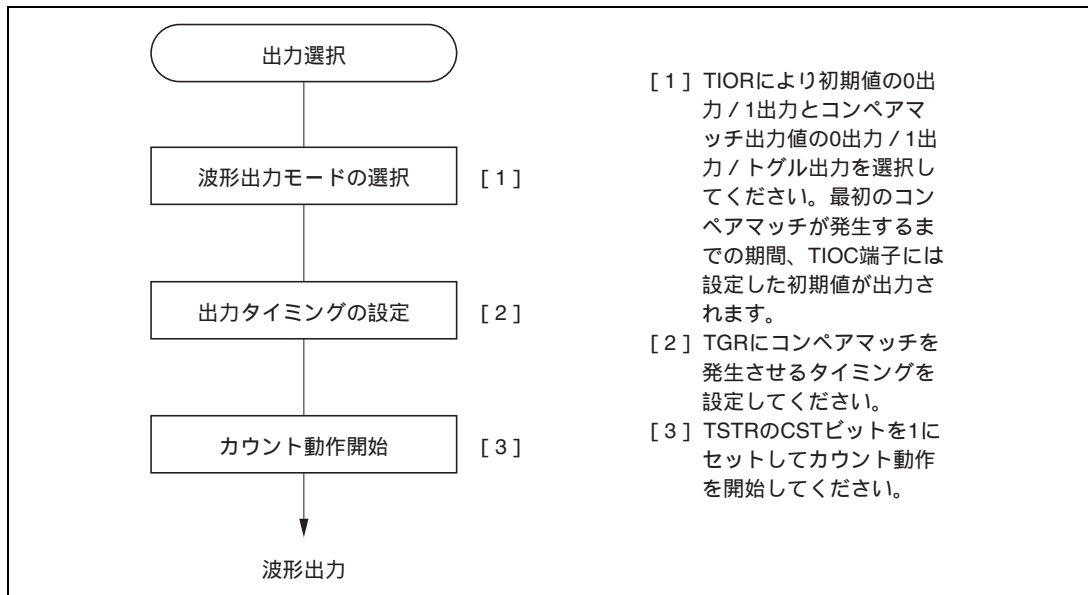 出力選択
波形出力モードの選択
[1]
出力タイミングの設定
[2]
カウント動作開始
[3]
波形出力
[1] TIORにより初期値の0出
力/1出力とコンペアマ
ッチ出力値の0出力/1出
力/トグル出力を選択し
てください。最初のコン
ペアマッチが発生するま
での期間、TIOC端子には
設定した初期値が出力さ
れます。
[2] TGRにコンペアマッチを
発生させるタイミングを
設定してください。
[3] TSTRのCSTビットを1に
セットしてカウント動作
を開始してください。